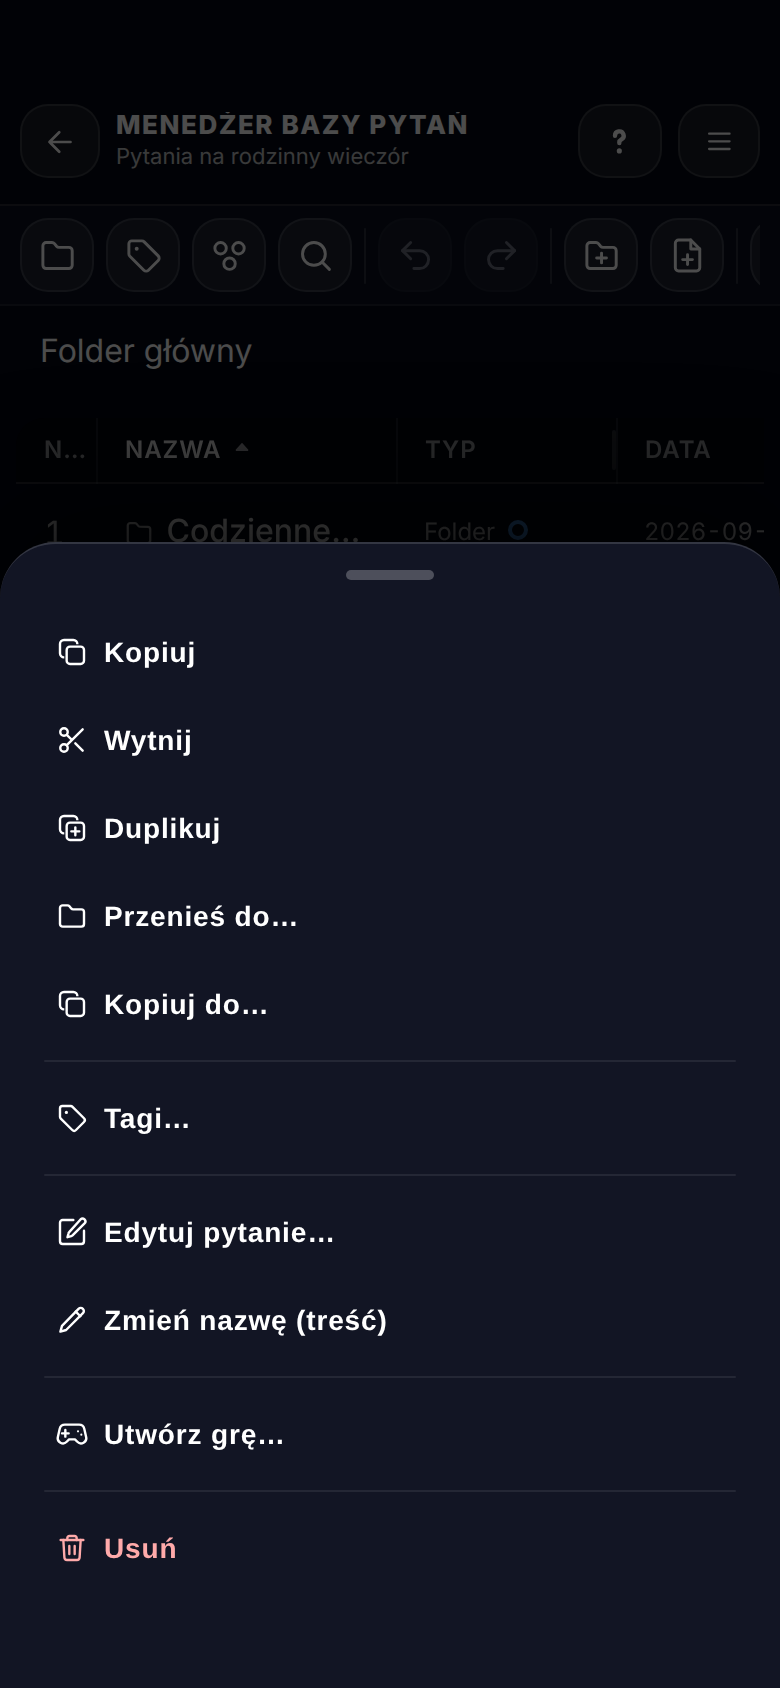 MENEDŻER BAZY PYTAŃ
Pytania na rodzinny wieczór
?
Folder główny
N... NAZWA TYP DATA
1 Codzienne... Folder 2026-09-
Kopiuj
Wytnij
Duplikuj
Przenieś do...
Kopiuj do...
Tagi...
Edytuj pytanie...
Zmień nazwę (treść)
Utwórz grę...
Usuń